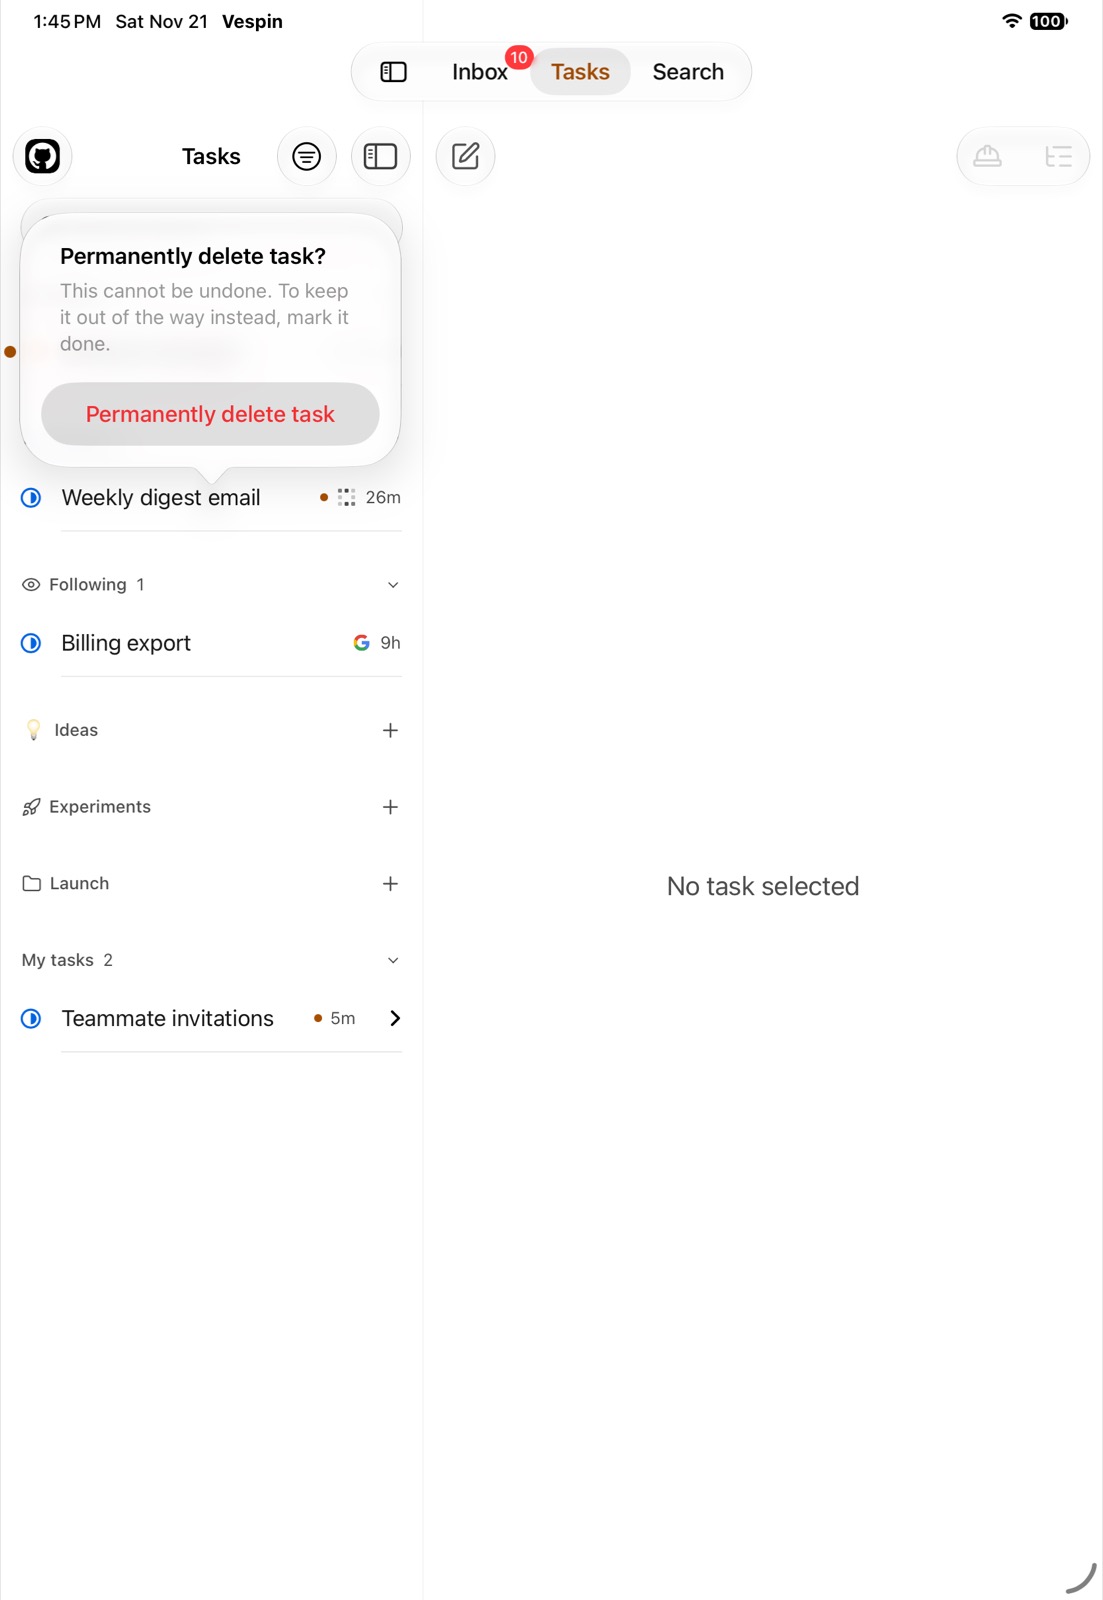 1:45 PM Sat Nov 21 Vespin
100
Inbox 10 Tasks Search
Tasks
Permanently delete task?
This cannot be undone. To keep
it out of the way instead, mark it
done.
Permanently delete task
Weekly digest email 26m
Following 1
Billing export 9h
Ideas
Experiments
Launch
No task selected
My tasks 2
Teammate invitations 5m